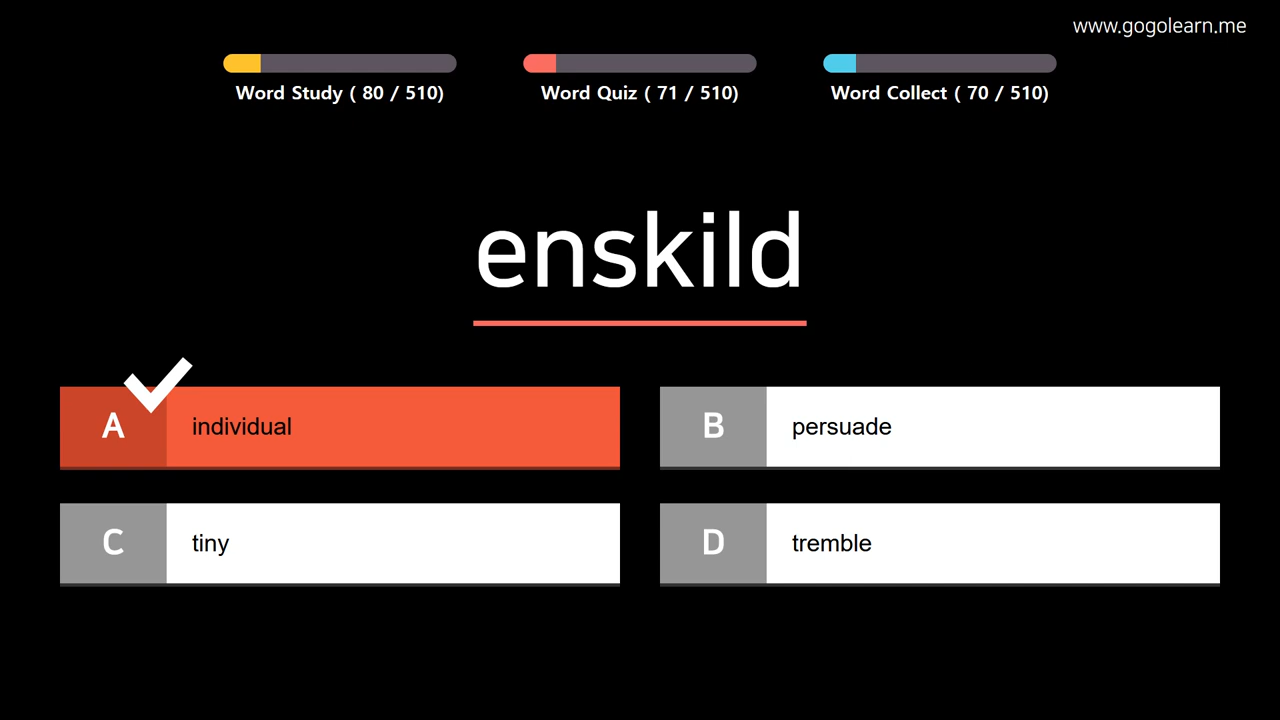 www.gogolearn.me
Word Study ( 80 / 510)
Word Quiz ( 71 / 510)
Word Collect ( 70 / 510)
enskild
A individual
B persuade
C tiny
D tremble